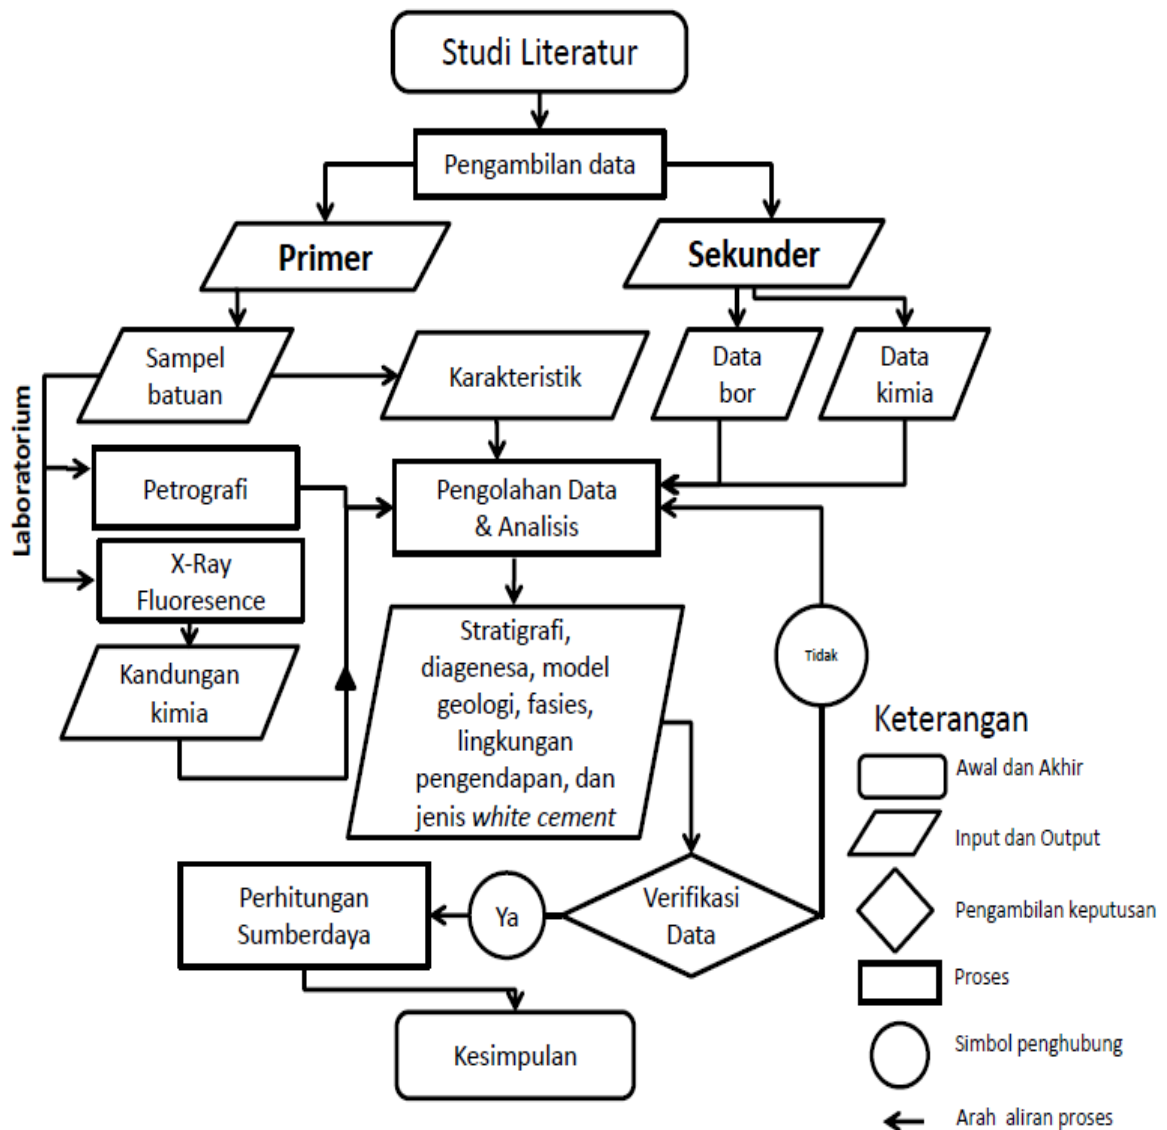 Studi Literatur
Pengambilan data
Primer
Sekunder
Sampel
batuan
Karakteristik
Data
bor
Data
kimia
Laboratorium
Petrografi
Pengolahan Data
& Analisis
X-Ray
Fluoresence
Kandungan
kimia
Stratigrafi,
diagenesa, model
geologi, fasies,
lingkungan
pengendapan, dan
jenis white cement
Tidak
Verifikasi
Data
Ya
Perhitungan
Sumberdaya
Kesimpulan
Keterangan
Awal dan Akhir
Input dan Output
Pengambilan keputusan
Proses
Simbol penghubung
Arah aliran proses